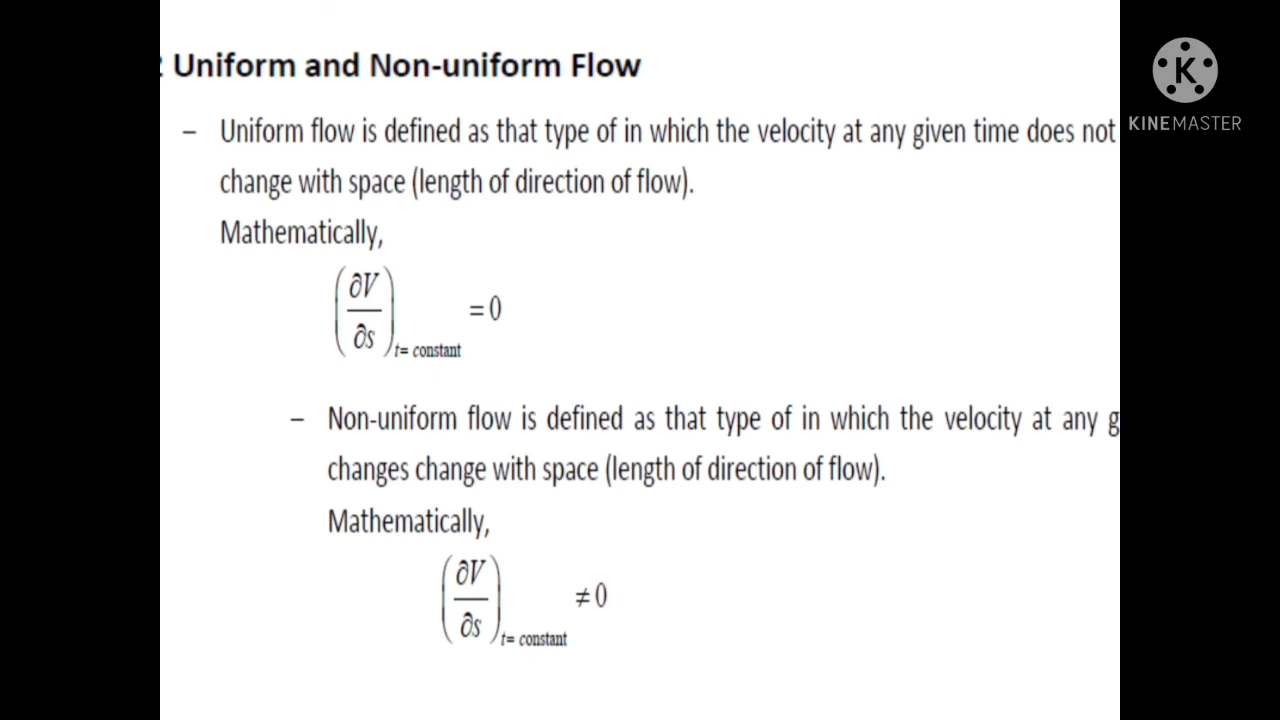 Uniform and Non-uniform Flow
– Uniform flow is defined as that type of in which the velocity at any given time does not
change with space (length of direction of flow).
Mathematically,
(∂V/∂s) t= constant = 0
– Non-uniform flow is defined as that type of in which the velocity at any
changes change with space (length of direction of flow).
Mathematically,
(∂V/∂s) t= constant ≠ 0
K
KINEMASTER